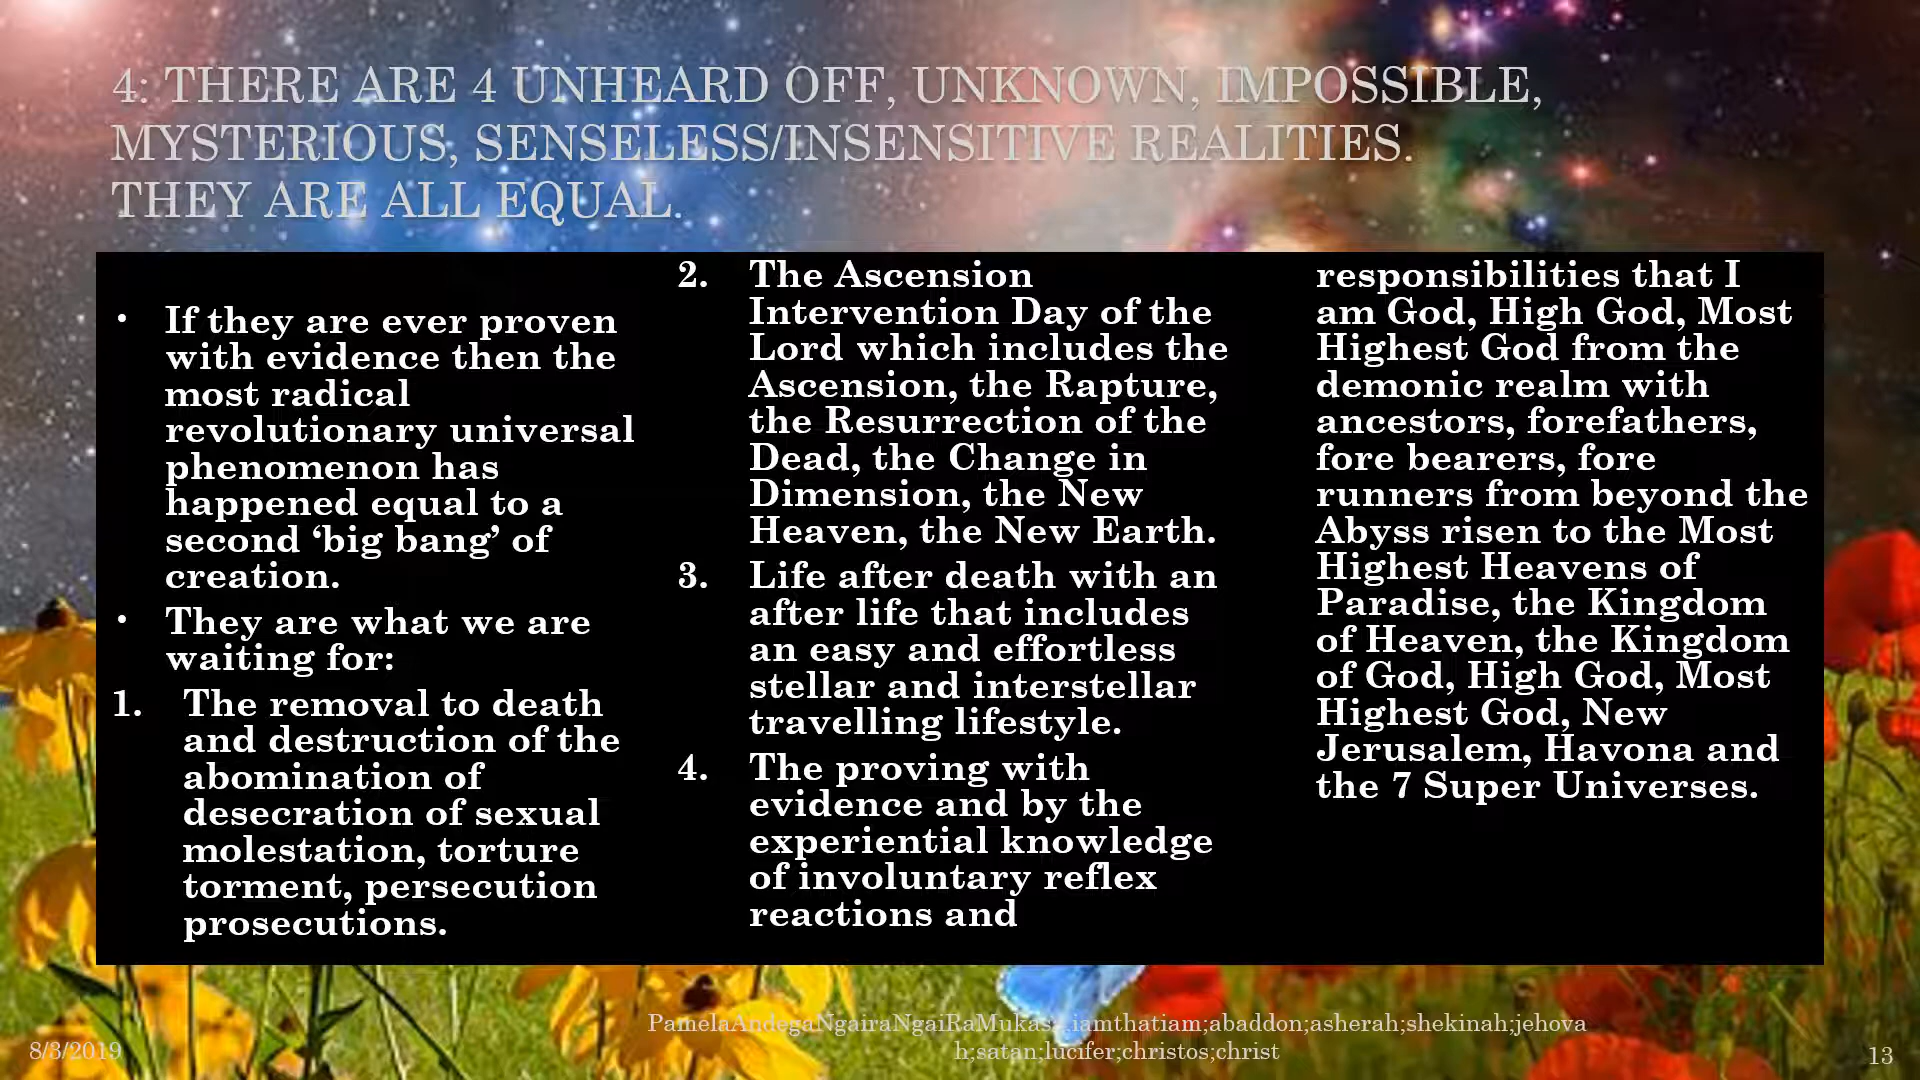 4: THERE ARE 4 UNHEARD OFF, UNKNOWN, IMPOSSIBLE,
MYSTERIOUS, SENSELESS/INSENSITIVE REALITIES.
THEY ARE ALL EQUAL.
• If they are ever proven
with evidence then the
most radical
revolutionary universal
phenomenon has
happened equal to a
second ‘big bang’ of
creation.
• They are what we are
waiting for:
1. The removal to death
and destruction of the
abomination of
desecration of sexual
molestation, torture
torment, persecution
prosecutions.
2. The Ascension
Intervention Day of the
Lord which includes the
Ascension, the Rapture,
the Resurrection of the
Dead, the Change in
Dimension, the New
Heaven, the New Earth.
3. Life after death with an
after life that includes
an easy and effortless
stellar and interstellar
travelling lifestyle.
4. The proving with
evidence and by the
experiential knowledge
of involuntary reflex
reactions and
responsibilities that I
am God, High God, Most
Highest God from the
demonic realm with
ancestors, forefathers,
fore bearers, fore
runners from beyond the
Abyss risen to the Most
Highest Heavens of
Paradise, the Kingdom
of Heaven, the Kingdom
of God, High God, Most
Highest God, New
Jerusalem, Havona and
the 7 Super Universes.
8/3/2019
;abaddon;asherah;shekinah;jehova
h;satan;lucifer;christos;christ
13